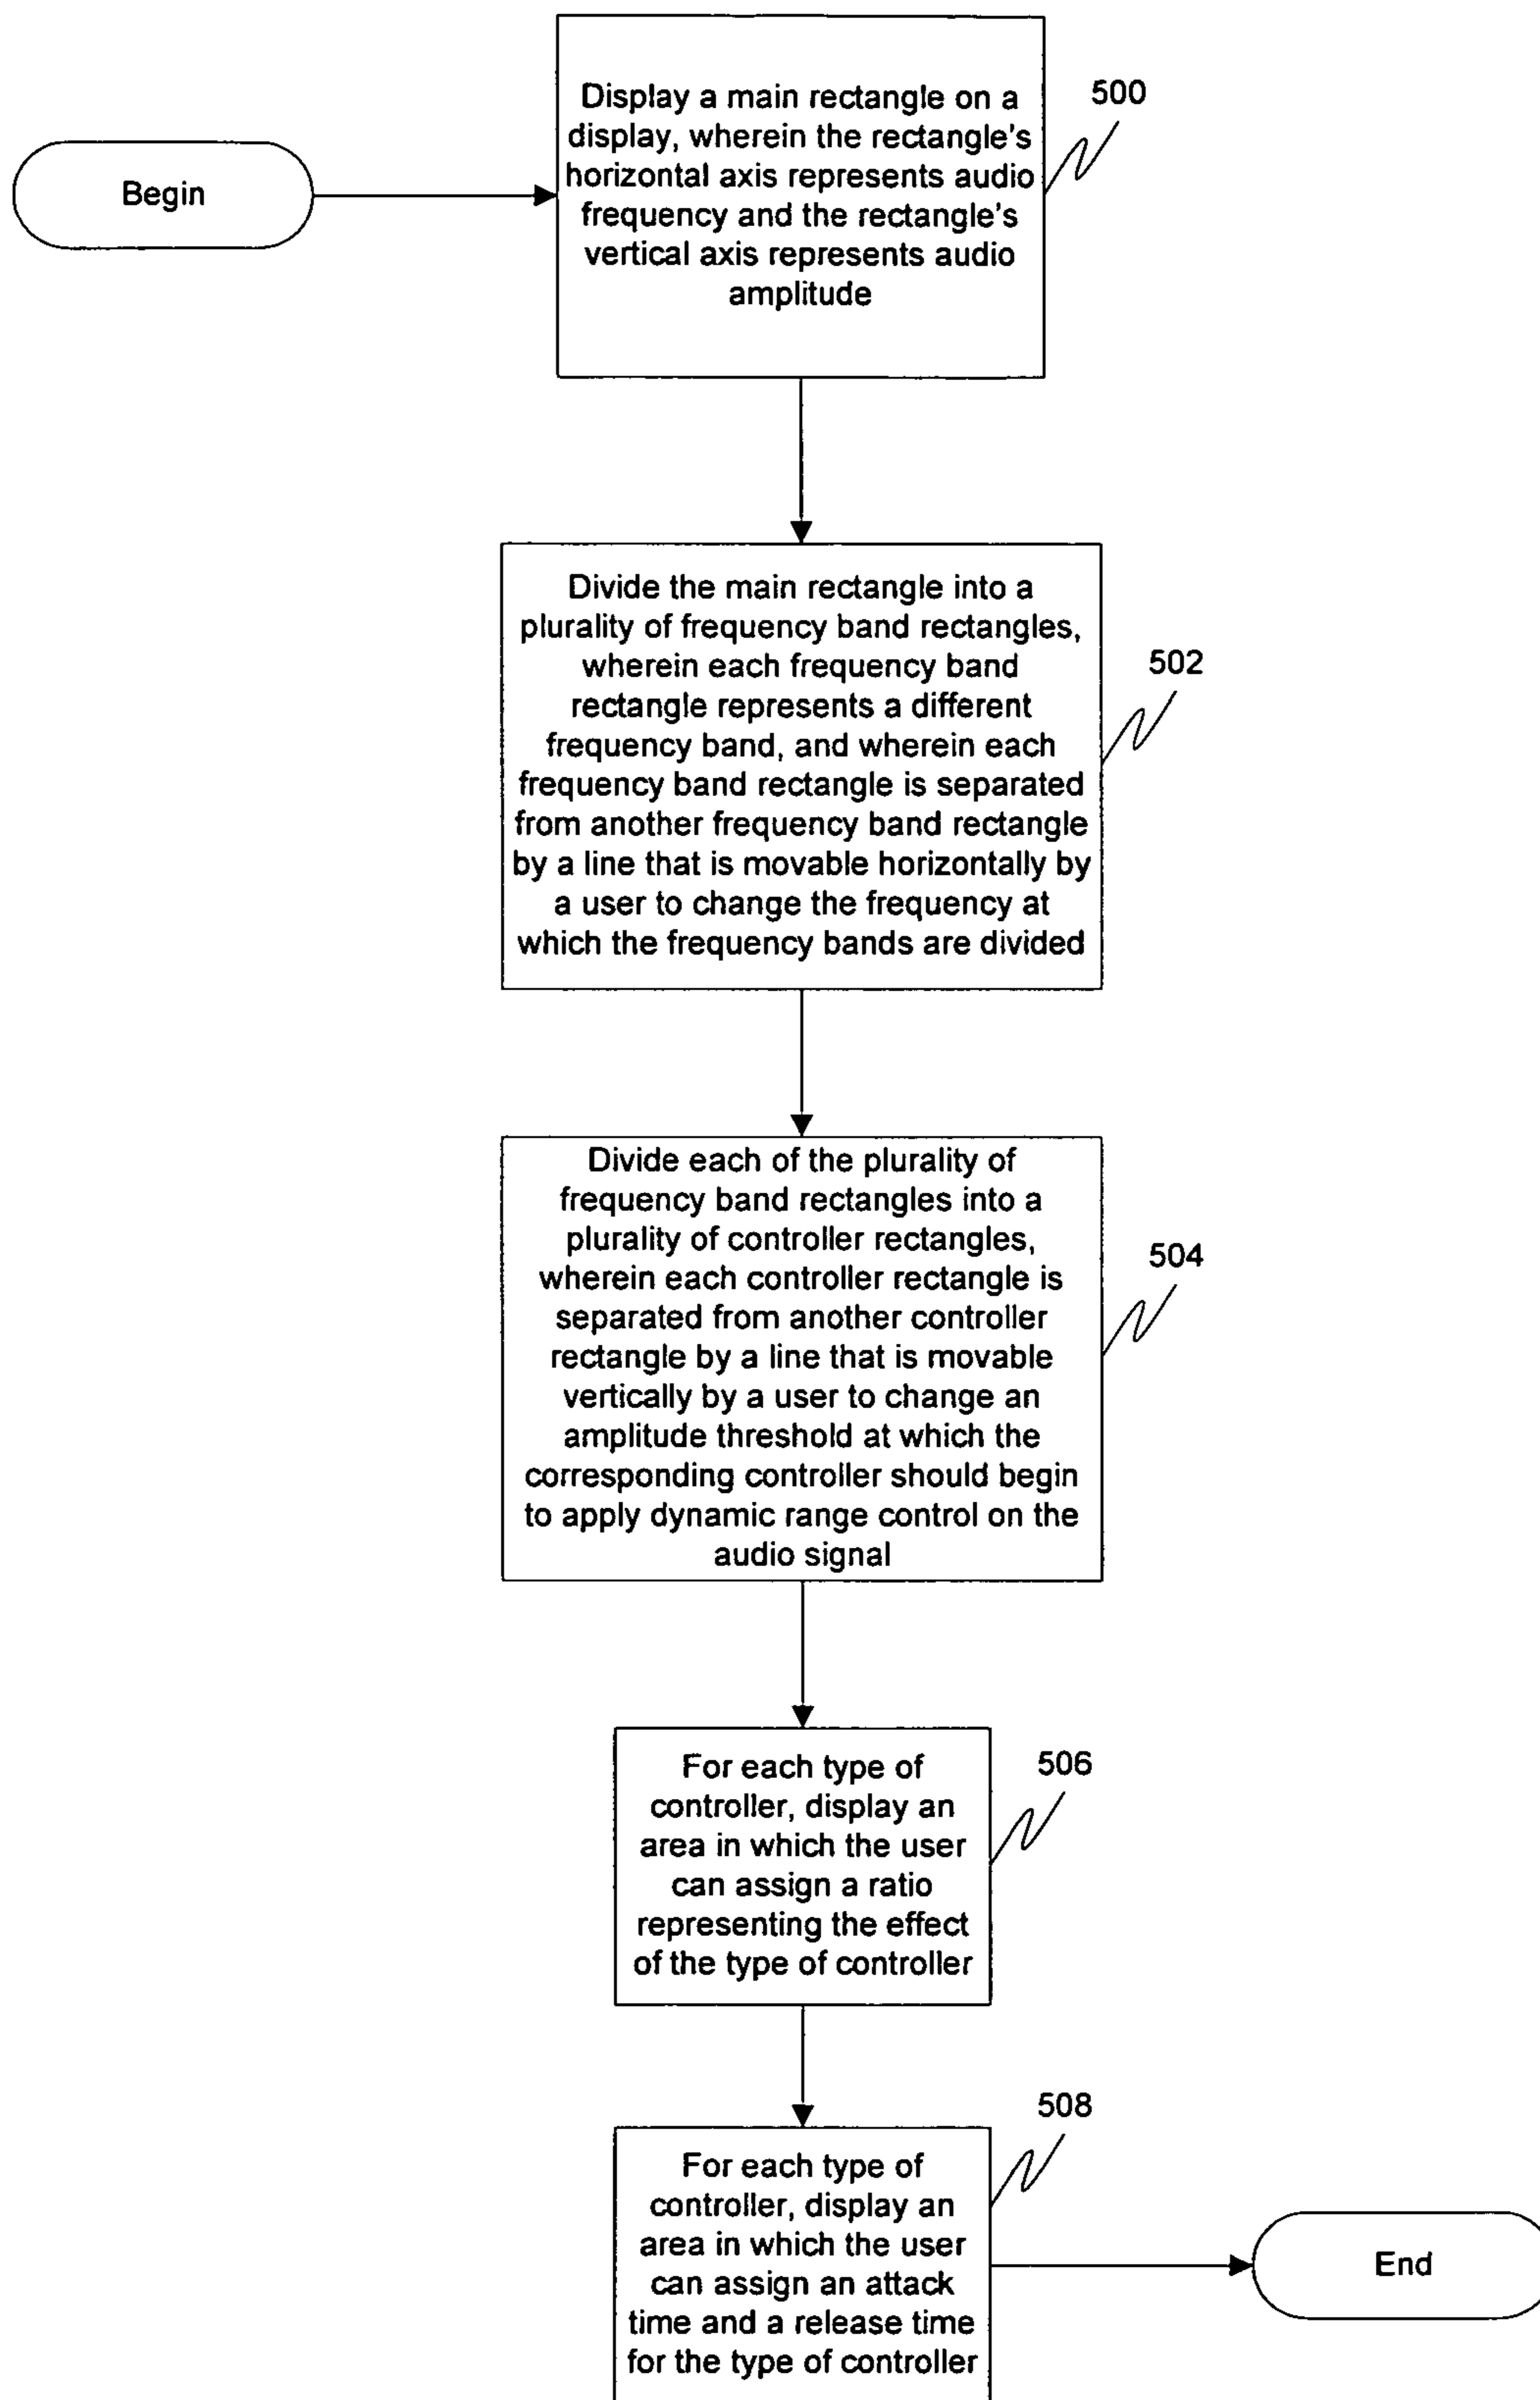 Begin
Display a main rectangle on a
display, wherein the rectangle's
horizontal axis represents audio
frequency and the rectangle's
vertical axis represents audio
amplitude
500
Divide the main rectangle into a
plurality of frequency band rectangles,
wherein each frequency band
rectangle represents a different
frequency band, and wherein each
frequency band rectangle is separated
from another frequency band rectangle
by a line that is movable horizontally by
a user to change the frequency at
which the frequency bands are divided
502
Divide each of the plurality of
frequency band rectangles into a
plurality of controller rectangles,
wherein each controller rectangle is
separated from another controller
rectangle by a line that is movable
vertically by a user to change an
amplitude threshold at which the
corresponding controller should begin
to apply dynamic range control on the
audio signal
504
For each type of
controller, display an
area in which the user
can assign a ratio
representing the effect
of the type of controller
506
For each type of
controller, display an
area in which the user
can assign an attack
time and a release time
for the type of controller
508
End